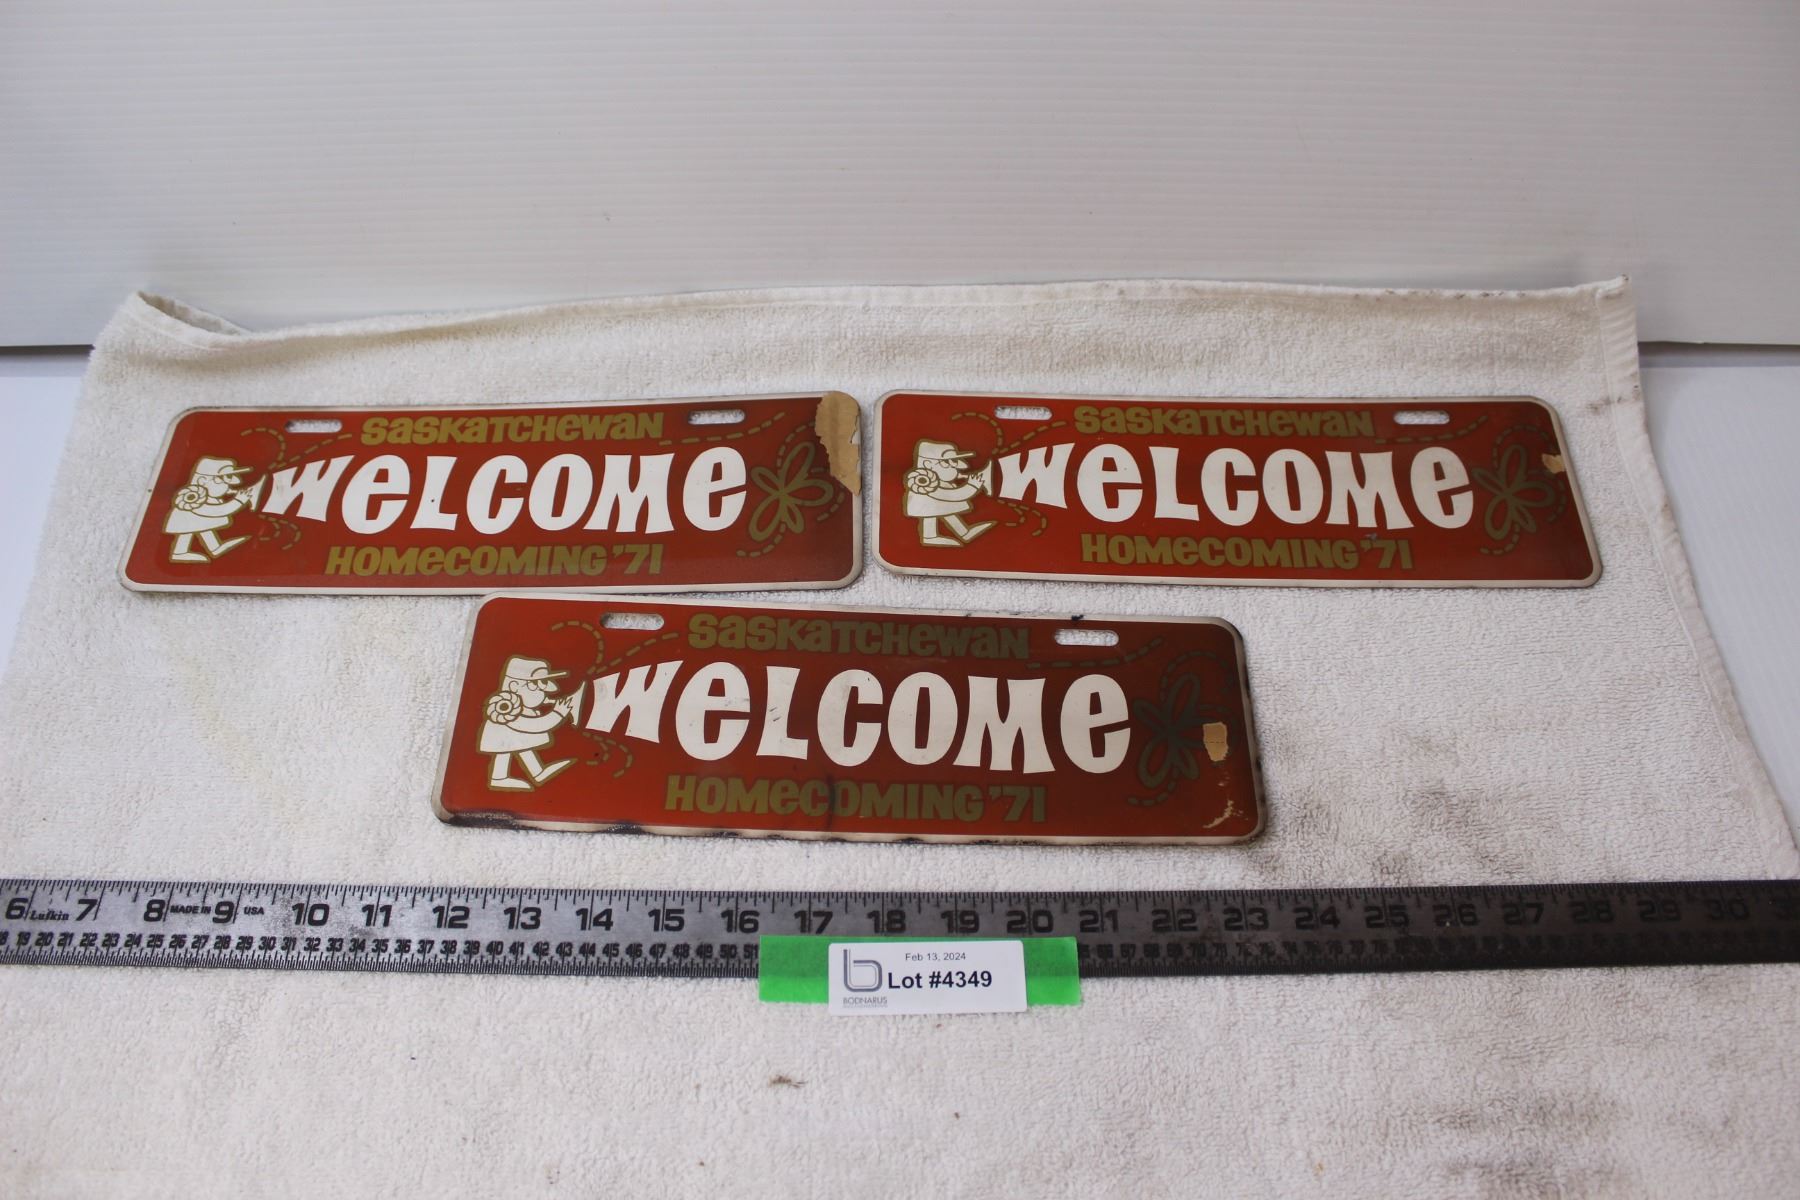 SASKATCHEWAN
WELCOME
HOMECOMING '71
SASKATCHEWAN
WELCOME
HOMECOMING '71
SASKATCHEWAN
WELCOME
HOMECOMING '71
6 Lufkin 7 8 MADE IN 9 USA 10 11 12 13 14 15 16 17 18 19 20 21 22 23 24 25 26 27 28 29 30
Feb 13, 2024
Lot #4349
BODNARUS